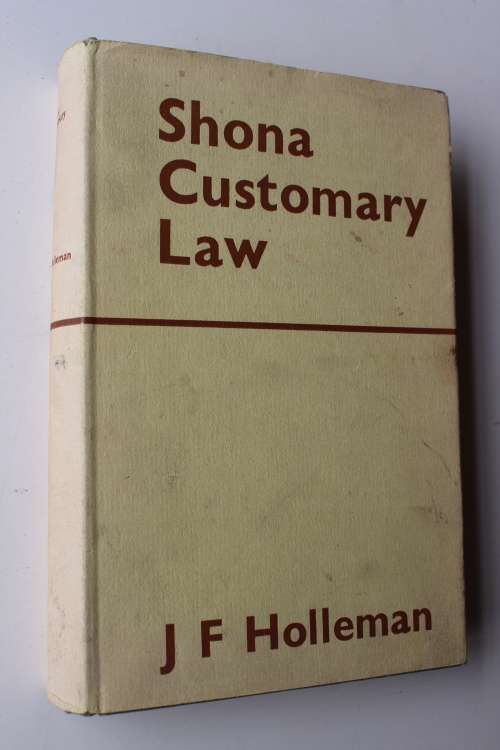 Shona
Customary
Law
J F Holleman